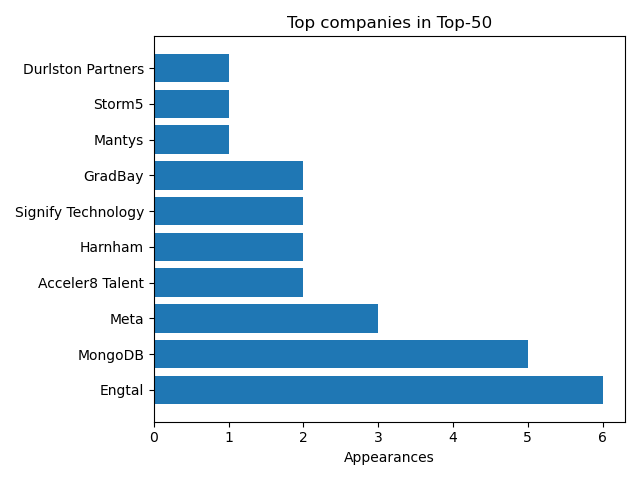 Top companies in Top-50
Durlston Partners
Storm5
Mantys
GradBay
Signify Technology
Harnham
Acceler8 Talent
Meta
MongoDB
Engtal
0 1 2 3 4 5 6
Appearances